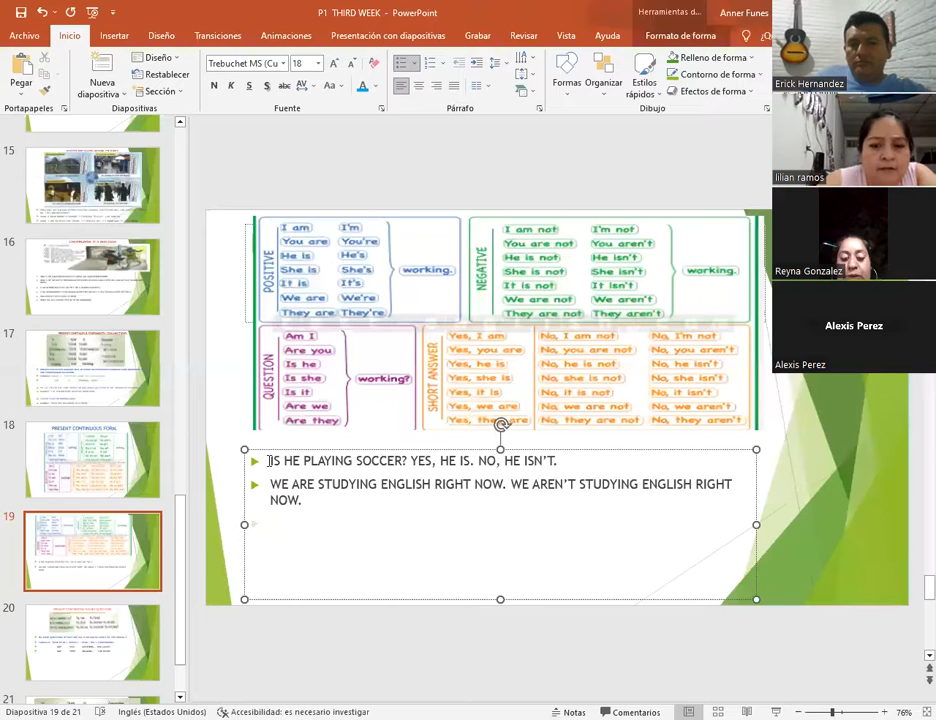 P1 THIRD WEEK - PowerPoint
Herramientas d...
Anner Funes
Archivo Inicio Insertar Diseño Transiciones Animaciones Presentación con diapositivas Grabar Revisar Vista Ayuda Formato de forma
Pegar
Nueva diapositiva
Diseño
Restablecer
Sección
Trebuchet MS (Cu 18
N K S S abc AV Aa A
Formas Organizar Estilos rápidos
Relleno de forma
Contorno de forma
Efectos de forma
Portapapeles Diapositivas Fuente Párrafo Dibujo
Erick Hernandez
lilian ramos
Reyna Gonzalez
Alexis Perez
Alexis Perez
15
16
17
18
PRESENT CONTINUOUS FORM
19
20
21
POSITIVE
I am I'm
You are You're
He is He's
She is She's
It is It's
We are We're
They are They're
working.
NEGATIVE
I am not I'm not
You are not You aren't
He is not He isn't
She is not She isn't
It is not It isn't
We are not We aren't
They are not They aren't
working.
QUESTION
Am I
Are you
Is he
Is she
Is it
Are we
Are they
working?
SHORT ANSWER
Yes, I am No, I am not No, I'm not
Yes, you are No, you are not No, you aren't
Yes, he is No, he is not No, he isn't
Yes, she is No, she is not No, she isn't
Yes, it is No, it is not No, it isn't
Yes, we are No, we are not No, we aren't
Yes, they are No, they are not No, they aren't
IS HE PLAYING SOCCER? YES, HE IS. NO, HE ISN'T.
WE ARE STUDYING ENGLISH RIGHT NOW. WE AREN'T STUDYING ENGLISH RIGHT
NOW.
Diapositiva 19 de 21 Inglés (Estados Unidos) Accesibilidad: es necesario investigar Notas Comentarios 76%